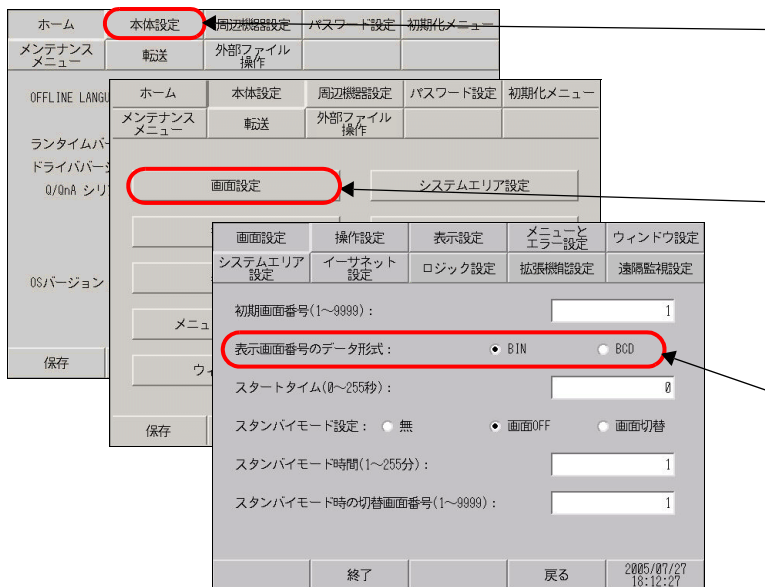 ホーム 本体設定 周辺機器設定 パスワード設定 初期化メニュー
メンテナンス
メニュー 転送 外部ファイル
操作
OFFLINE LANGU
ランタイムバー
ドライババージ
Q/QnA シリ
OSバージョン
保存
ホーム 本体設定 周辺機器設定 パスワード設定 初期化メニュー
メンテナンス
メニュー 転送 外部ファイル
操作
画面設定 システムエリア設定
メニュ
ウィ
保存
画面設定 操作設定 表示設定 メニューと
エラー設定 ウィンドウ設定
システムエリア
設定 イーサネット
設定 ロジック設定 拡張機能設定 遠隔監視設定
初期画面番号(1~9999): 1
表示画面番号のデータ形式: BIN BCD
スタートタイム(0~255秒): 0
スタンバイモード設定: 無 画面OFF 画面切替
スタンバイモード時間(1~255分): 1
スタンバイモード時の切替画面番号(1~9999): 1
終了 戻る 2005/07/27
18:12:27